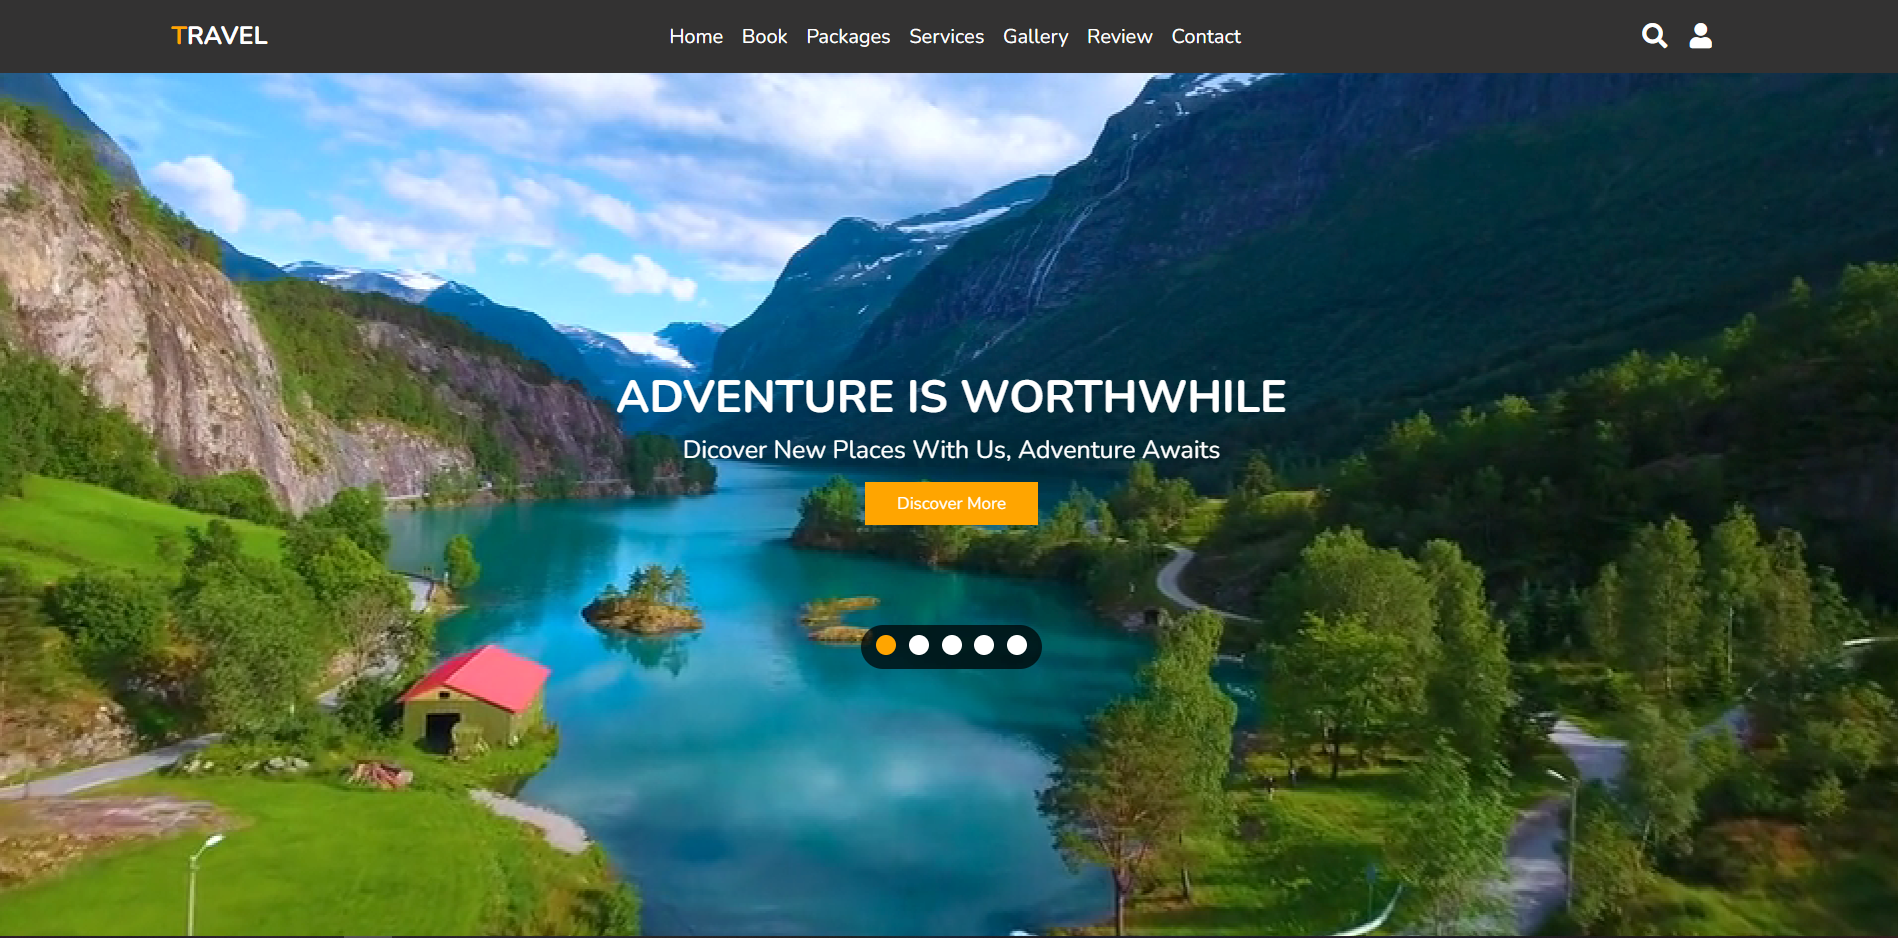 TRAVEL
Home Book Packages Services Gallery Review Contact
ADVENTURE IS WORTHWHILE
Dicover New Places With Us, Adventure Awaits
Discover More